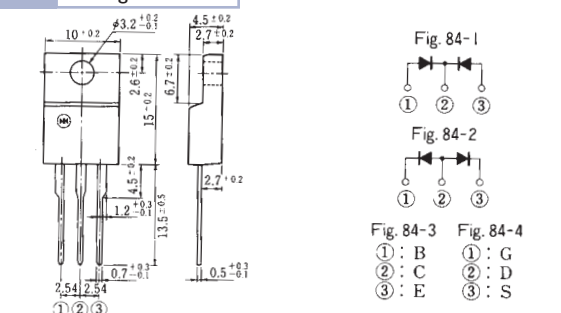 φ3.2 +0.2 -0.1
4.5±0.2
2.7±0.2
10±0.2
2.6±0.2
6.7±0.2
15±0.2
4.5±0.2
2.7±0.2
1.2 +0.3 -0.1
13.5±0.5
0.7 +0.3 -0.1
0.5 +0.3 -0.1
2.54 2.54
① ② ③
Fig. 84-1
① ② ③
Fig. 84-2
① ② ③
Fig. 84-3 Fig. 84-4
①: B ①: G
②: C ②: D
③: E ③: S